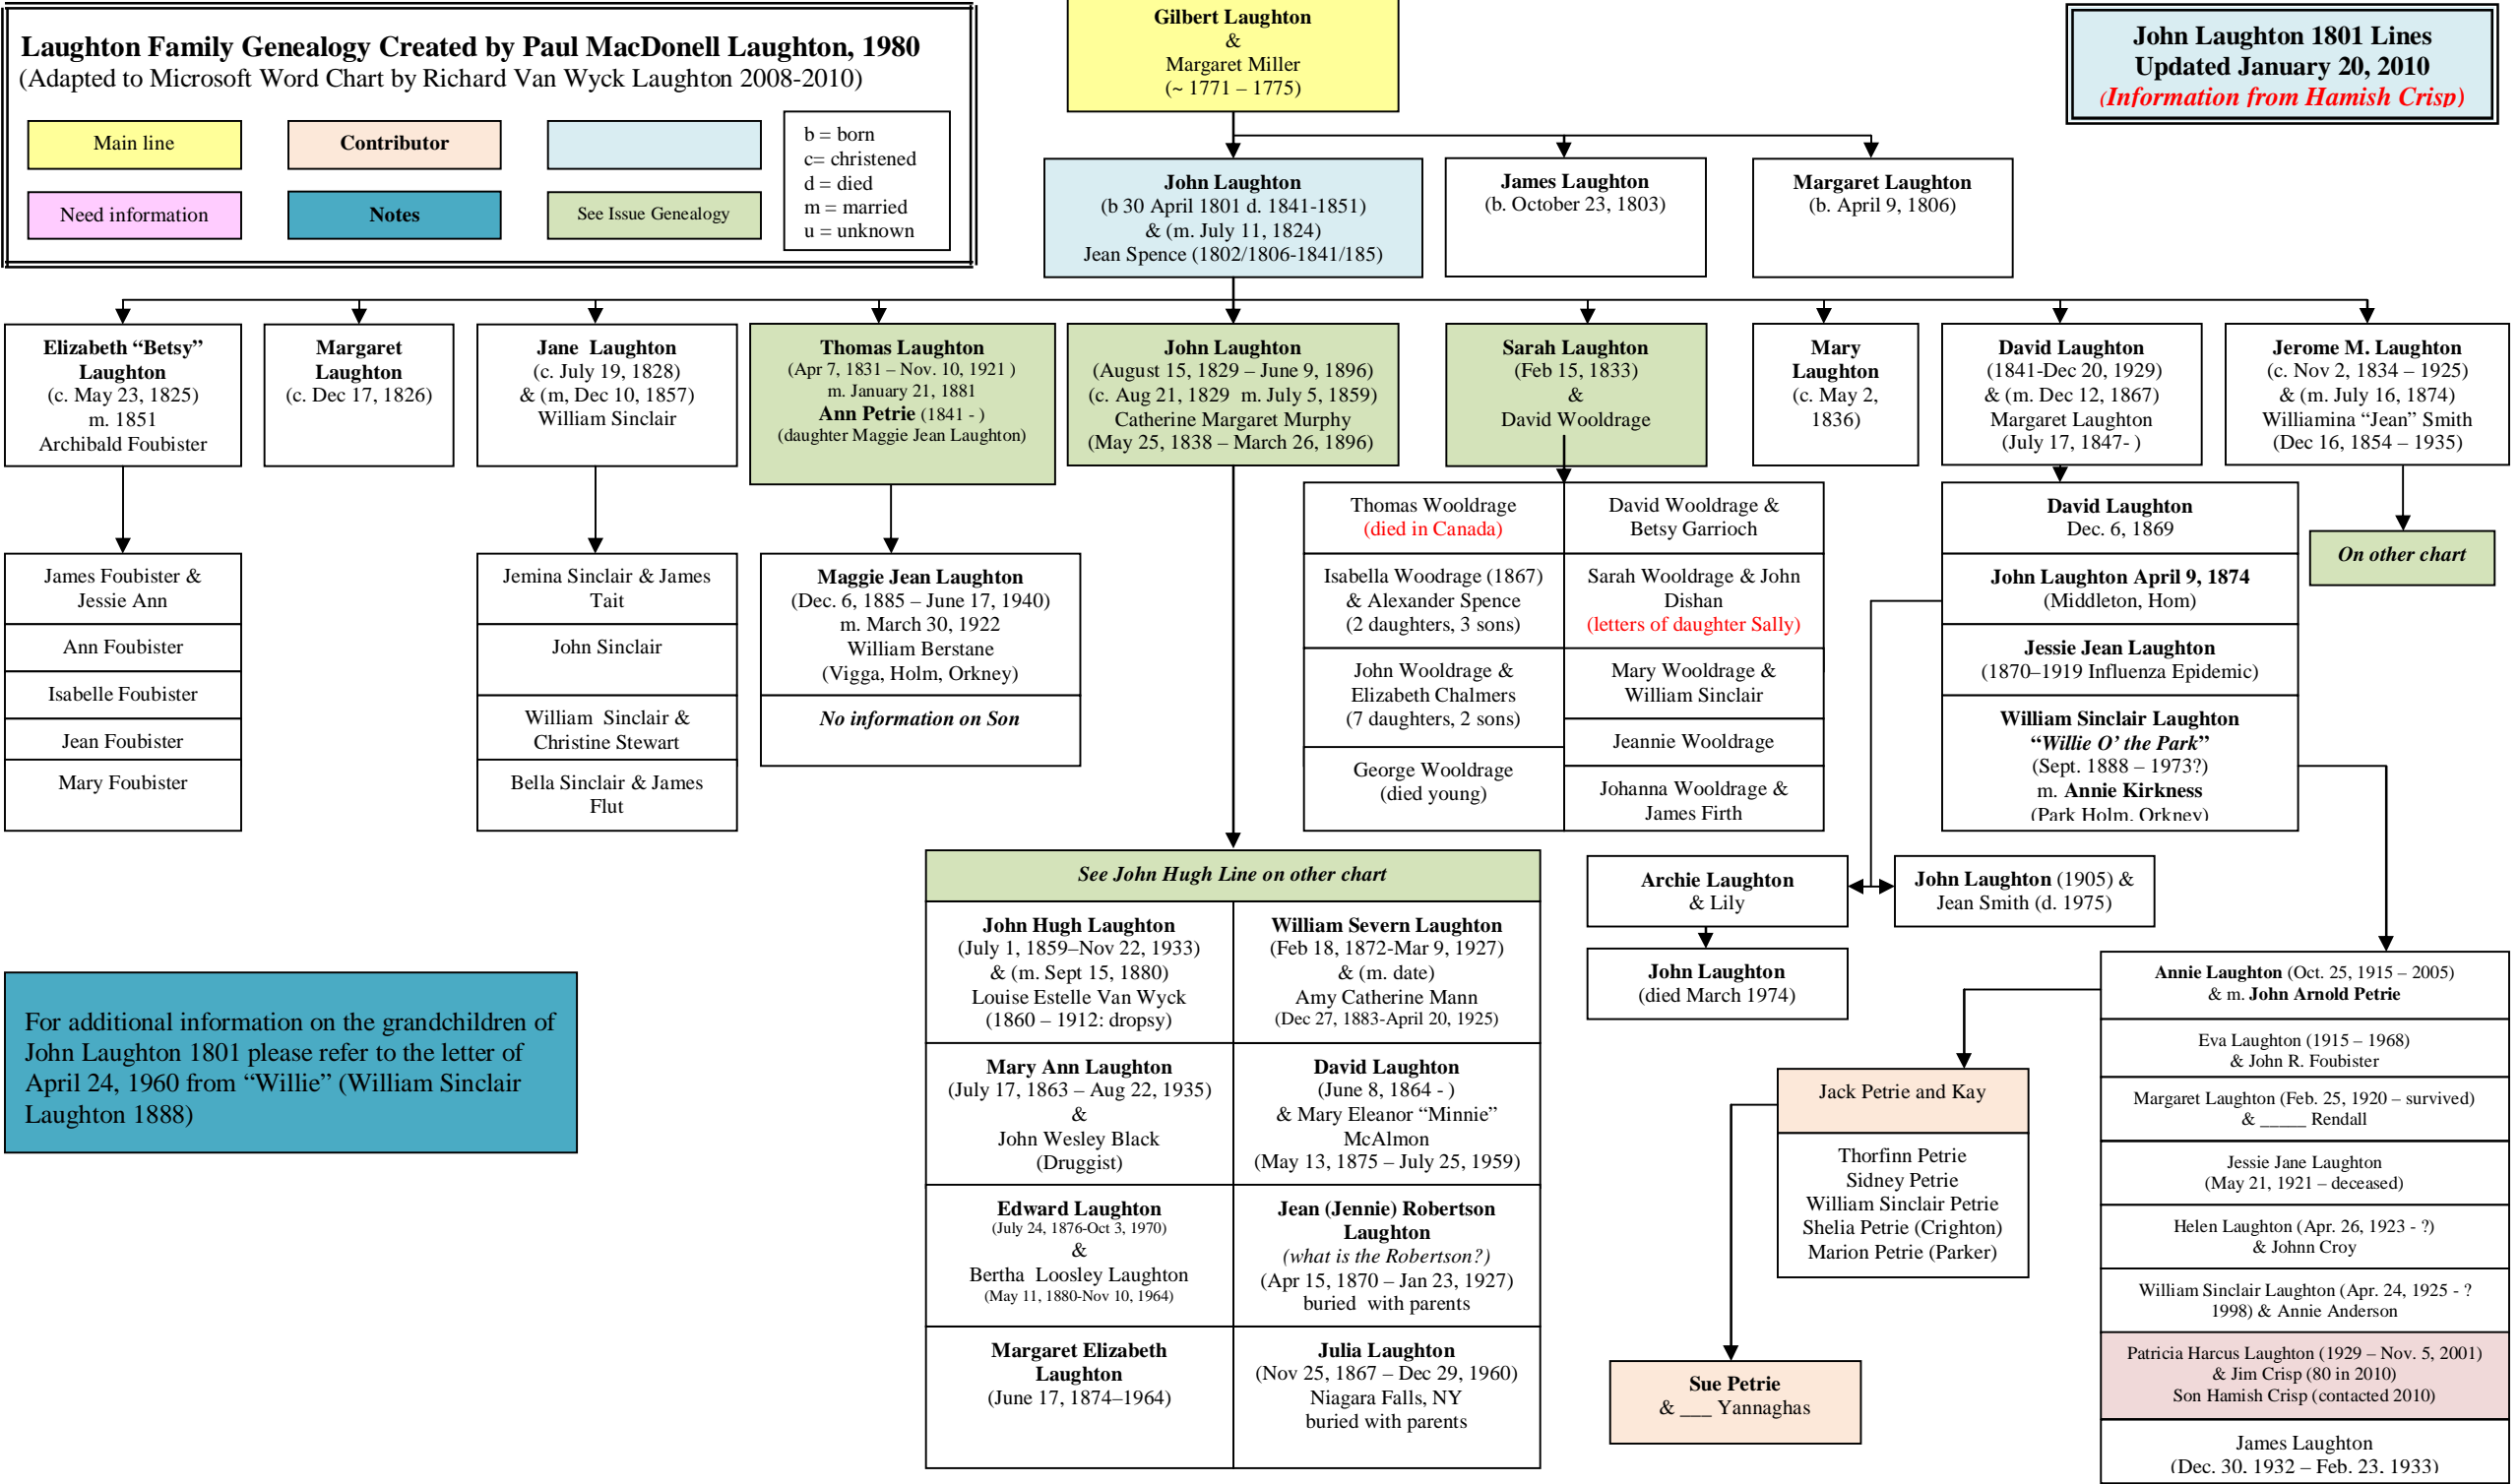 Laughton Family Genealogy Created by Paul MacDonell Laughton, 1980
(Adapted to Microsoft Word Chart by Richard Van Wyck Laughton 2008-2010)
Main line
Contributor
Need information
Notes
See Issue Genealogy
b = born
c= christened
d = died
m = married
u = unknown
Gilbert Laughton
&
Margaret Miller
(~ 1771 – 1775)
John Laughton 1801 Lines
Updated January 20, 2010
(Information from Hamish Crisp)
John Laughton
(b 30 April 1801 d. 1841-1851)
& (m. July 11, 1824)
Jean Spence (1802/1806-1841/185)
James Laughton
(b. October 23, 1803)
Margaret Laughton
(b. April 9, 1806)
Elizabeth “Betsy”
Laughton
(c. May 23, 1825)
m. 1851
Archibald Foubister
Margaret
Laughton
(c. Dec 17, 1826)
Jane  Laughton
(c. July 19, 1828)
& (m, Dec 10, 1857)
William Sinclair
Thomas Laughton
(Apr 7, 1831 – Nov. 10, 1921 )
m. January 21, 1881
Ann Petrie (1841 - )
(daughter Maggie Jean Laughton)
John Laughton
(August 15, 1829 – June 9, 1896)
(c. Aug 21, 1829  m. July 5, 1859)
Catherine Margaret Murphy
(May 25, 1838 – March 26, 1896)
Sarah Laughton
(Feb 15, 1833)
&
David Wooldrage
Mary
Laughton
(c. May 2,
1836)
David Laughton
(1841-Dec 20, 1929)
& (m. Dec 12, 1867)
Margaret Laughton
(July 17, 1847- )
Jerome M. Laughton
(c. Nov 2, 1834 – 1925)
& (m. July 16, 1874)
Williamina “Jean” Smith
(Dec 16, 1854 – 1935)
James Foubister &
Jessie Ann
Ann Foubister
Isabelle Foubister
Jean Foubister
Mary Foubister
Jemina Sinclair & James
Tait
John Sinclair
William  Sinclair &
Christine Stewart
Bella Sinclair & James
Flut
Maggie Jean Laughton
(Dec. 6, 1885 – June 17, 1940)
m. March 30, 1922
William Berstane
(Vigga, Holm, Orkney)
No information on Son
Thomas Wooldrage
(died in Canada)
Isabella Woodrage (1867)
& Alexander Spence
(2 daughters, 3 sons)
John Wooldrage &
Elizabeth Chalmers
(7 daughters, 2 sons)
George Wooldrage
(died young)
David Wooldrage &
Betsy Garrioch
Sarah Wooldrage & John
Dishan
(letters of daughter Sally)
Mary Wooldrage &
William Sinclair
Jeannie Wooldrage
Johanna Wooldrage &
James Firth
David Laughton
Dec. 6, 1869
John Laughton April 9, 1874
(Middleton, Hom)
Jessie Jean Laughton
(1870–1919 Influenza Epidemic)
William Sinclair Laughton
“Willie O’ the Park”
(Sept. 1888 – 1973?)
m. Annie Kirkness
(Park Holm, Orkney)
On other chart
See John Hugh Line on other chart
John Hugh Laughton
(July 1, 1859–Nov 22, 1933)
& (m. Sept 15, 1880)
Louise Estelle Van Wyck
(1860 – 1912: dropsy)
William Severn Laughton
(Feb 18, 1872-Mar 9, 1927)
& (m. date)
Amy Catherine Mann
(Dec 27, 1883-April 20, 1925)
Mary Ann Laughton
(July 17, 1863 – Aug 22, 1935)
&
John Wesley Black
(Druggist)
David Laughton
(June 8, 1864 - )
& Mary Eleanor “Minnie”
McAlmon
(May 13, 1875 – July 25, 1959)
Edward Laughton
(July 24, 1876-Oct 3, 1970)
&
Bertha  Loosley Laughton
(May 11, 1880-Nov 10, 1964)
Jean (Jennie) Robertson
Laughton
(what is the Robertson?)
(Apr 15, 1870 – Jan 23, 1927)
buried  with parents
Margaret Elizabeth
Laughton
(June 17, 1874–1964)
Julia Laughton
(Nov 25, 1867 – Dec 29, 1960)
Niagara Falls, NY
buried with parents
For additional information on the grandchildren of
John Laughton 1801 please refer to the letter of
April 24, 1960 from “Willie” (William Sinclair
Laughton 1888)
Archie Laughton
& Lily
John Laughton (1905) &
Jean Smith (d. 1975)
John Laughton
(died March 1974)
Jack Petrie and Kay
Thorfinn Petrie
Sidney Petrie
William Sinclair Petrie
Shelia Petrie (Crighton)
Marion Petrie (Parker)
Sue Petrie
& ___ Yannaghas
Annie Laughton (Oct. 25, 1915 – 2005)
& m. John Arnold Petrie
Eva Laughton (1915 – 1968)
& John R. Foubister
Margaret Laughton (Feb. 25, 1920 – survived)
& _____ Rendall
Jessie Jane Laughton
(May 21, 1921 – deceased)
Helen Laughton (Apr. 26, 1923 - ?)
& Johnn Croy
William Sinclair Laughton (Apr. 24, 1925 - ?
1998) & Annie Anderson
Patricia Harcus Laughton (1929 – Nov. 5, 2001)
& Jim Crisp (80 in 2010)
Son Hamish Crisp (contacted 2010)
James Laughton
(Dec. 30, 1932 – Feb. 23, 1933)